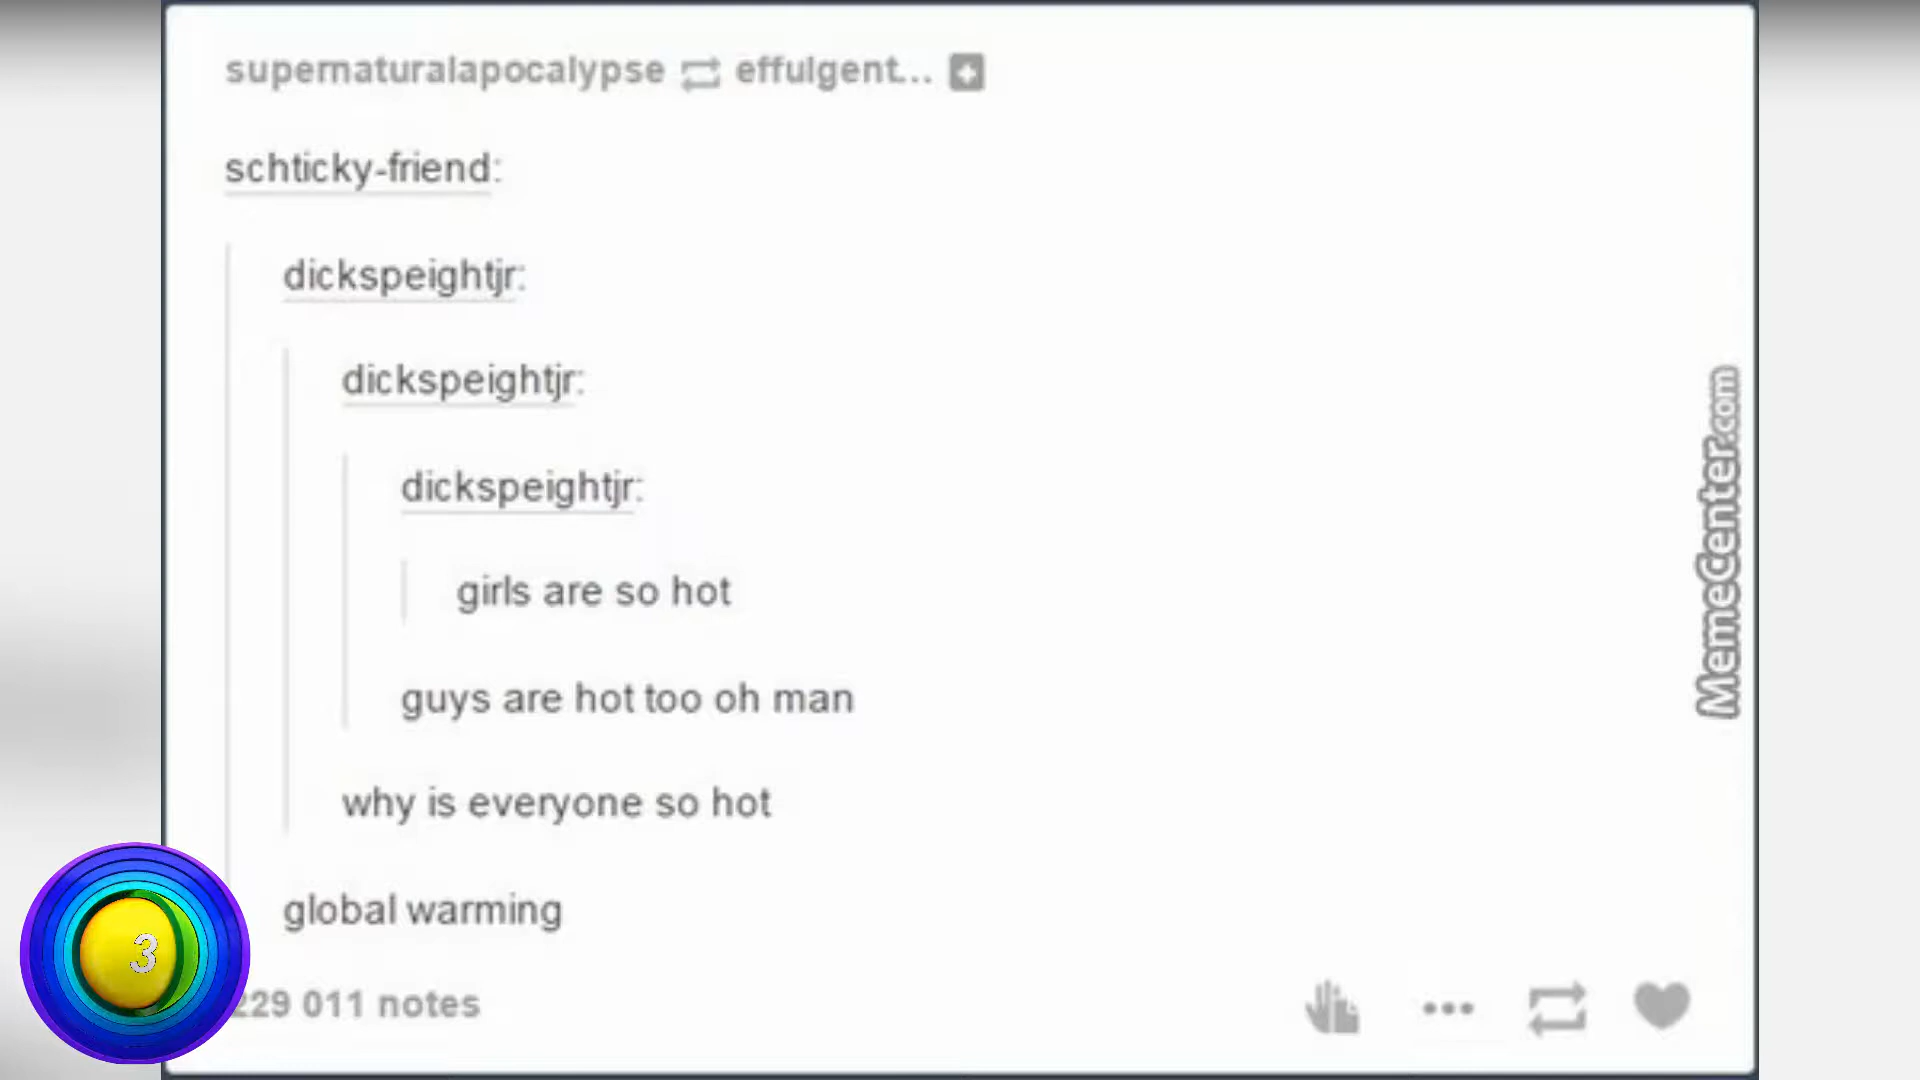 supernaturalapocalypse effulgent...
schticky-friend:
dickspeightjr:
dickspeightjr:
dickspeightjr:
girls are so hot
guys are hot too oh man
why is everyone so hot
global warming
229 011 notes
3
MemeCenter.com